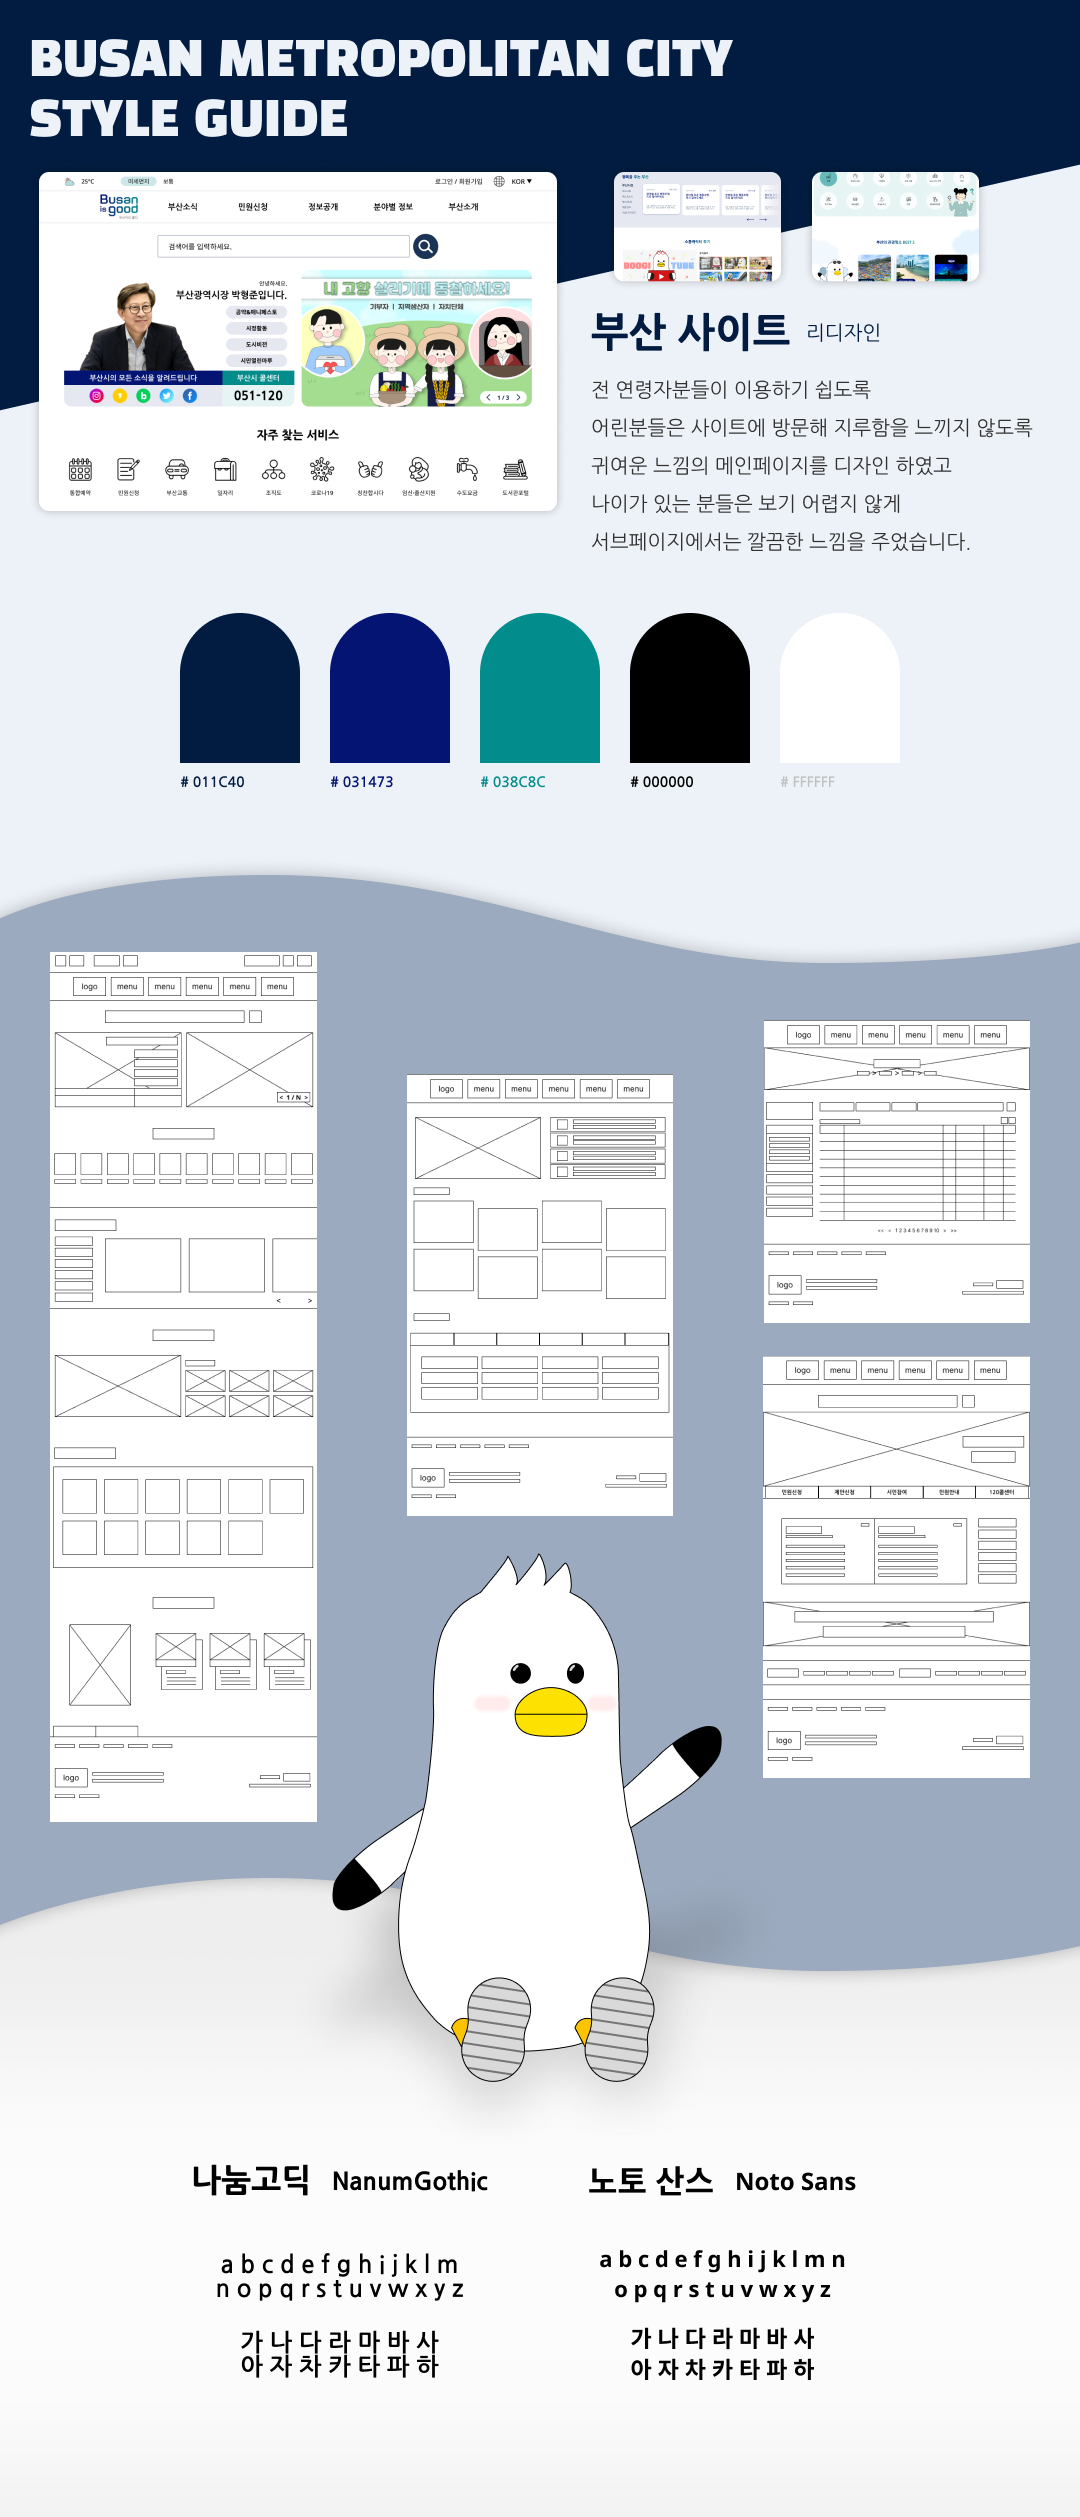 BUSAN METROPOLITAN CITY
STYLE GUIDE
25°C 미세먼지 보통
로그인 / 회원가입 KOR ▼
Busan
is good
부산소식 민원신청 정보공개 분야별 정보 부산소개
검색어를 입력하세요.
안녕하세요.
부산광역시장 박형준입니다.
공약&매니페스토
시정활동
도시비전
시민열린마루
부산시의 모든 소식을 알려드립니다
부산시 콜센터
051-120
내 고향 살리기에 동참하세요!
기부자 | 지역생산자 | 자치단체
< 1 / 3 >
자주 찾는 서비스
통합예약 민원신청 부산교통 일자리 조직도 코로나19 칭찬합시다 임신·출산지원 수도요금 도서관포털
BOOGI TUBE
부산의 관광명소 BEST 3
부산 사이트 리디자인
전 연령자분들이 이용하기 쉽도록
어린분들은 사이트에 방문해 지루함을 느끼지 않도록
귀여운 느낌의 메인페이지를 디자인 하였고
나이가 있는 분들은 보기 어렵지 않게
서브페이지에서는 깔끔한 느낌을 주었습니다.
# 011C40 # 031473 # 038C8C # 000000 # FFFFFF
logo menu menu menu menu menu
< 1 / N >
< >
logo
logo menu menu menu menu menu
logo
logo menu menu menu menu menu
<< < 1 2 3 4 5 6 7 8 9 10 > >>
logo
logo menu menu menu menu menu
민원신청 제안신청 시민참여 민원안내 120콜센터
logo
나눔고딕 NanumGothic
a b c d e f g h i j k l m
n o p q r s t u v w x y z
가 나 다 라 마 바 사
아 자 차 카 타 파 하
노토 산스 Noto Sans
a b c d e f g h i j k l m n
o p q r s t u v w x y z
가 나 다 라 마 바 사
아 자 차 카 타 파 하